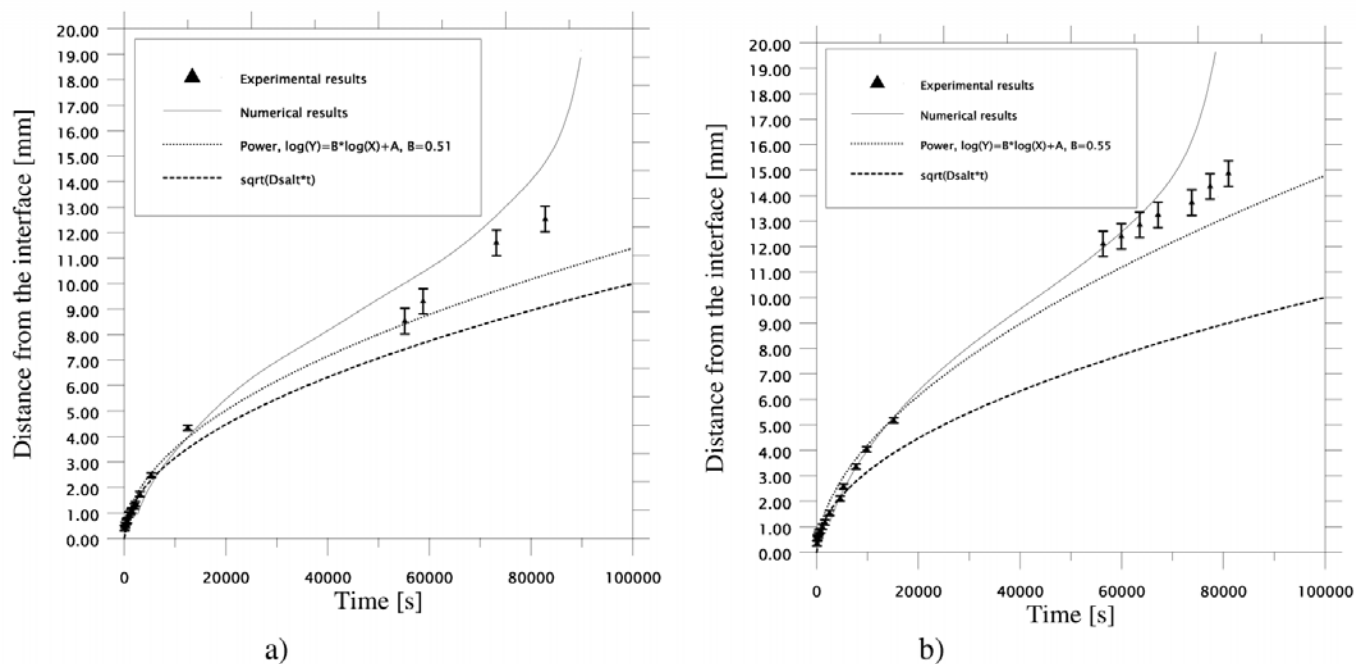 20.00
19.00
18.00
17.00
16.00
15.00
14.00
13.00
12.00
11.00
10.00
9.00
8.00
7.00
6.00
5.00
4.00
3.00
2.00
1.00
0.00
Distance from the interface [mm]
Experimental results
Numerical results
Power, log(Y)=B*log(X)+A, B=0.51
sqrt(Dsalt*t)
0 20000 40000 60000 80000 100000
Time [s]
a)
20.00
19.00
18.00
17.00
16.00
15.00
14.00
13.00
12.00
11.00
10.00
9.00
8.00
7.00
6.00
5.00
4.00
3.00
2.00
1.00
0.00
Distance from the interface [mm]
Experimental results
Numerical results
Power, log(Y)=B*log(X)+A, B=0.55
sqrt(Dsalt*t)
0 20000 40000 60000 80000 100000
Time [s]
b)